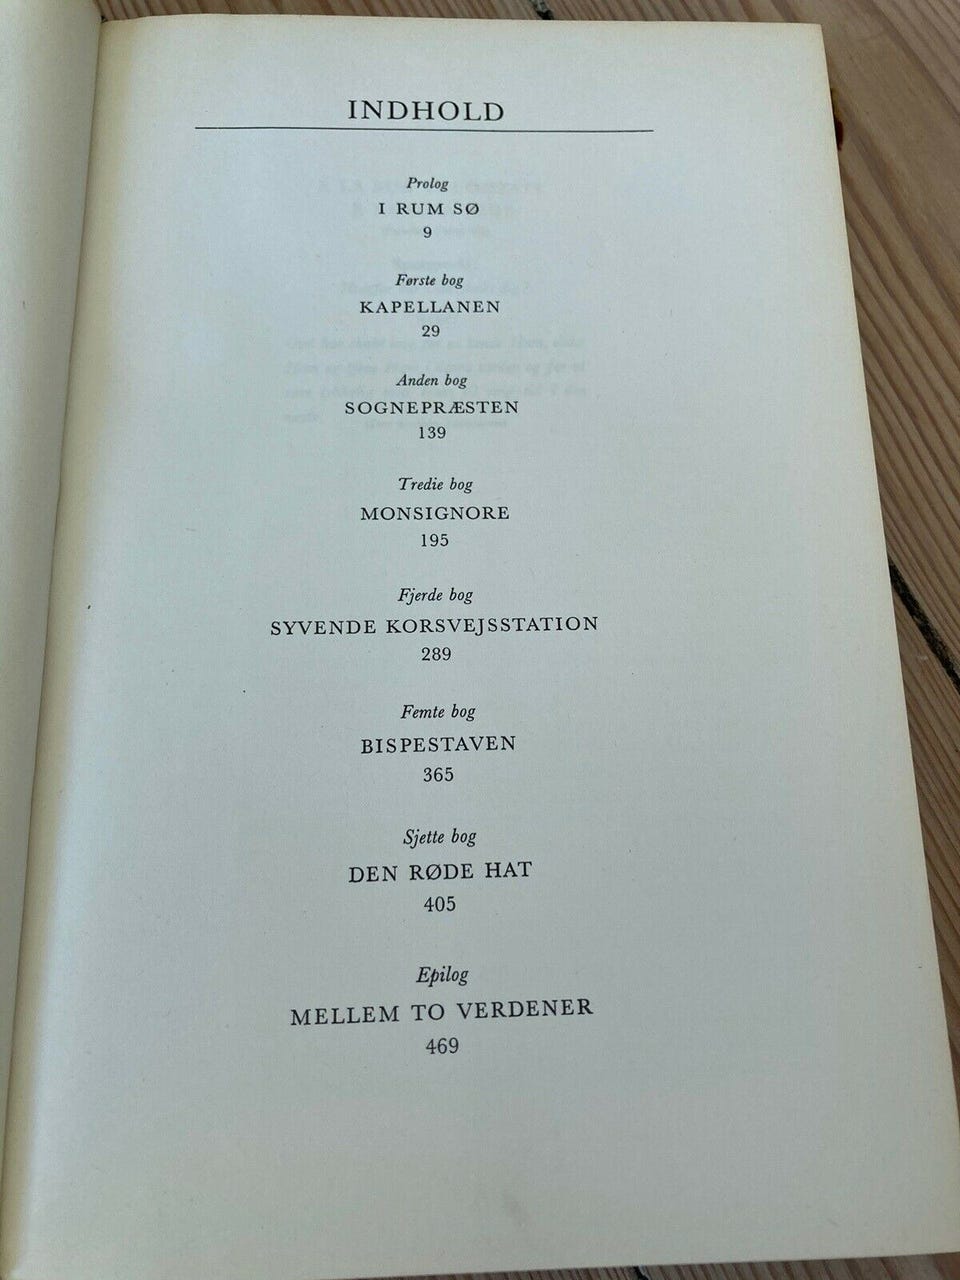 INDHOLD
Prolog
I RUM SØ
9
Første bog
KAPELLANEN
29
Anden bog
SOGNEPRÆSTEN
139
Tredie bog
MONSIGNORE
195
Fjerde bog
SYVENDE KORSVEJSSTATION
289
Femte bog
BISPESTAVEN
365
Sjette bog
DEN RØDE HAT
405
Epilog
MELLEM TO VERDENER
469